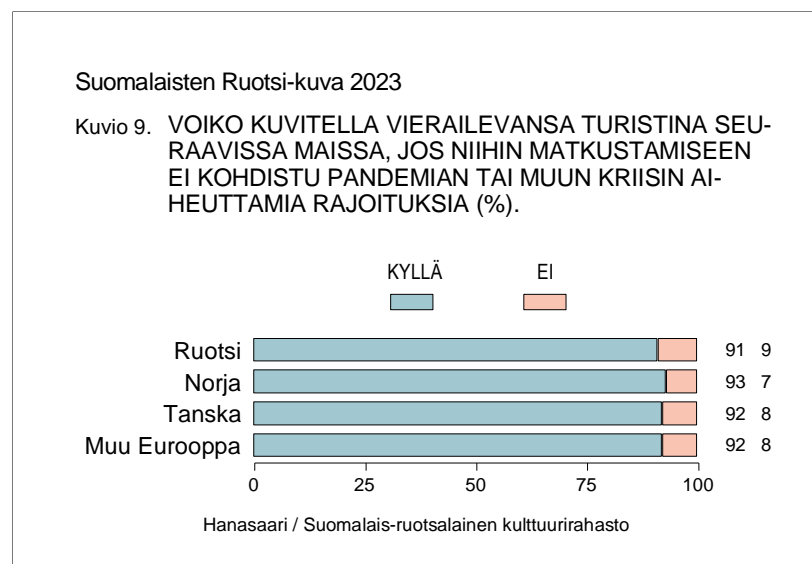 Suomalaisten Ruotsi-kuva 2023
Kuvio 9. VOIKO KUVITELLA VIERAILEVANSA TURISTINA SEU-
RAAVISSA MAISSA, JOS NIIHIN MATKUSTAMISEEN
EI KOHDISTU PANDEMIAN TAI MUUN KRIISIN AI-
HEUTTAMIA RAJOITUKSIA (%).
KYLLÄ EI
Ruotsi 91 9
Norja 93 7
Tanska 92 8
Muu Eurooppa 92 8
0 25 50 75 100
Hanasaari / Suomalais-ruotsalainen kulttuurirahasto